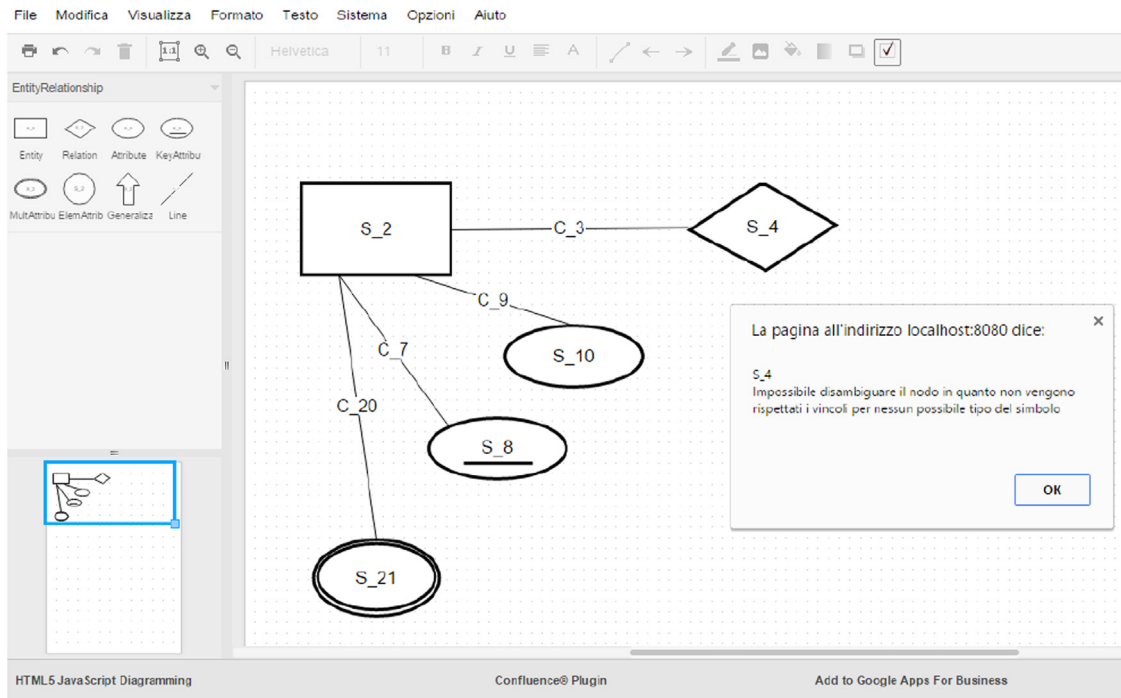 File Modifica Visualizza Formato Testo Sistema Opzioni Aiuto
1:1 Helvetica 11 B I U A
EntityRelationship
Entity Relation Attribute KeyAttribu
MultAttribu ElemAttrib Generaliza Line
S_2
C_3
S_4
C_9
C_7
S_10
C_20
S_8
S_21
La pagina all'indirizzo localhost:8080 dice:
S_4
Impossibile disambiguare il nodo in quanto non vengono
rispettati i vincoli per nessun possibile tipo del simbolo
OK
HTML5 JavaScript Diagramming Confluence® Plugin Add to Google Apps For Business